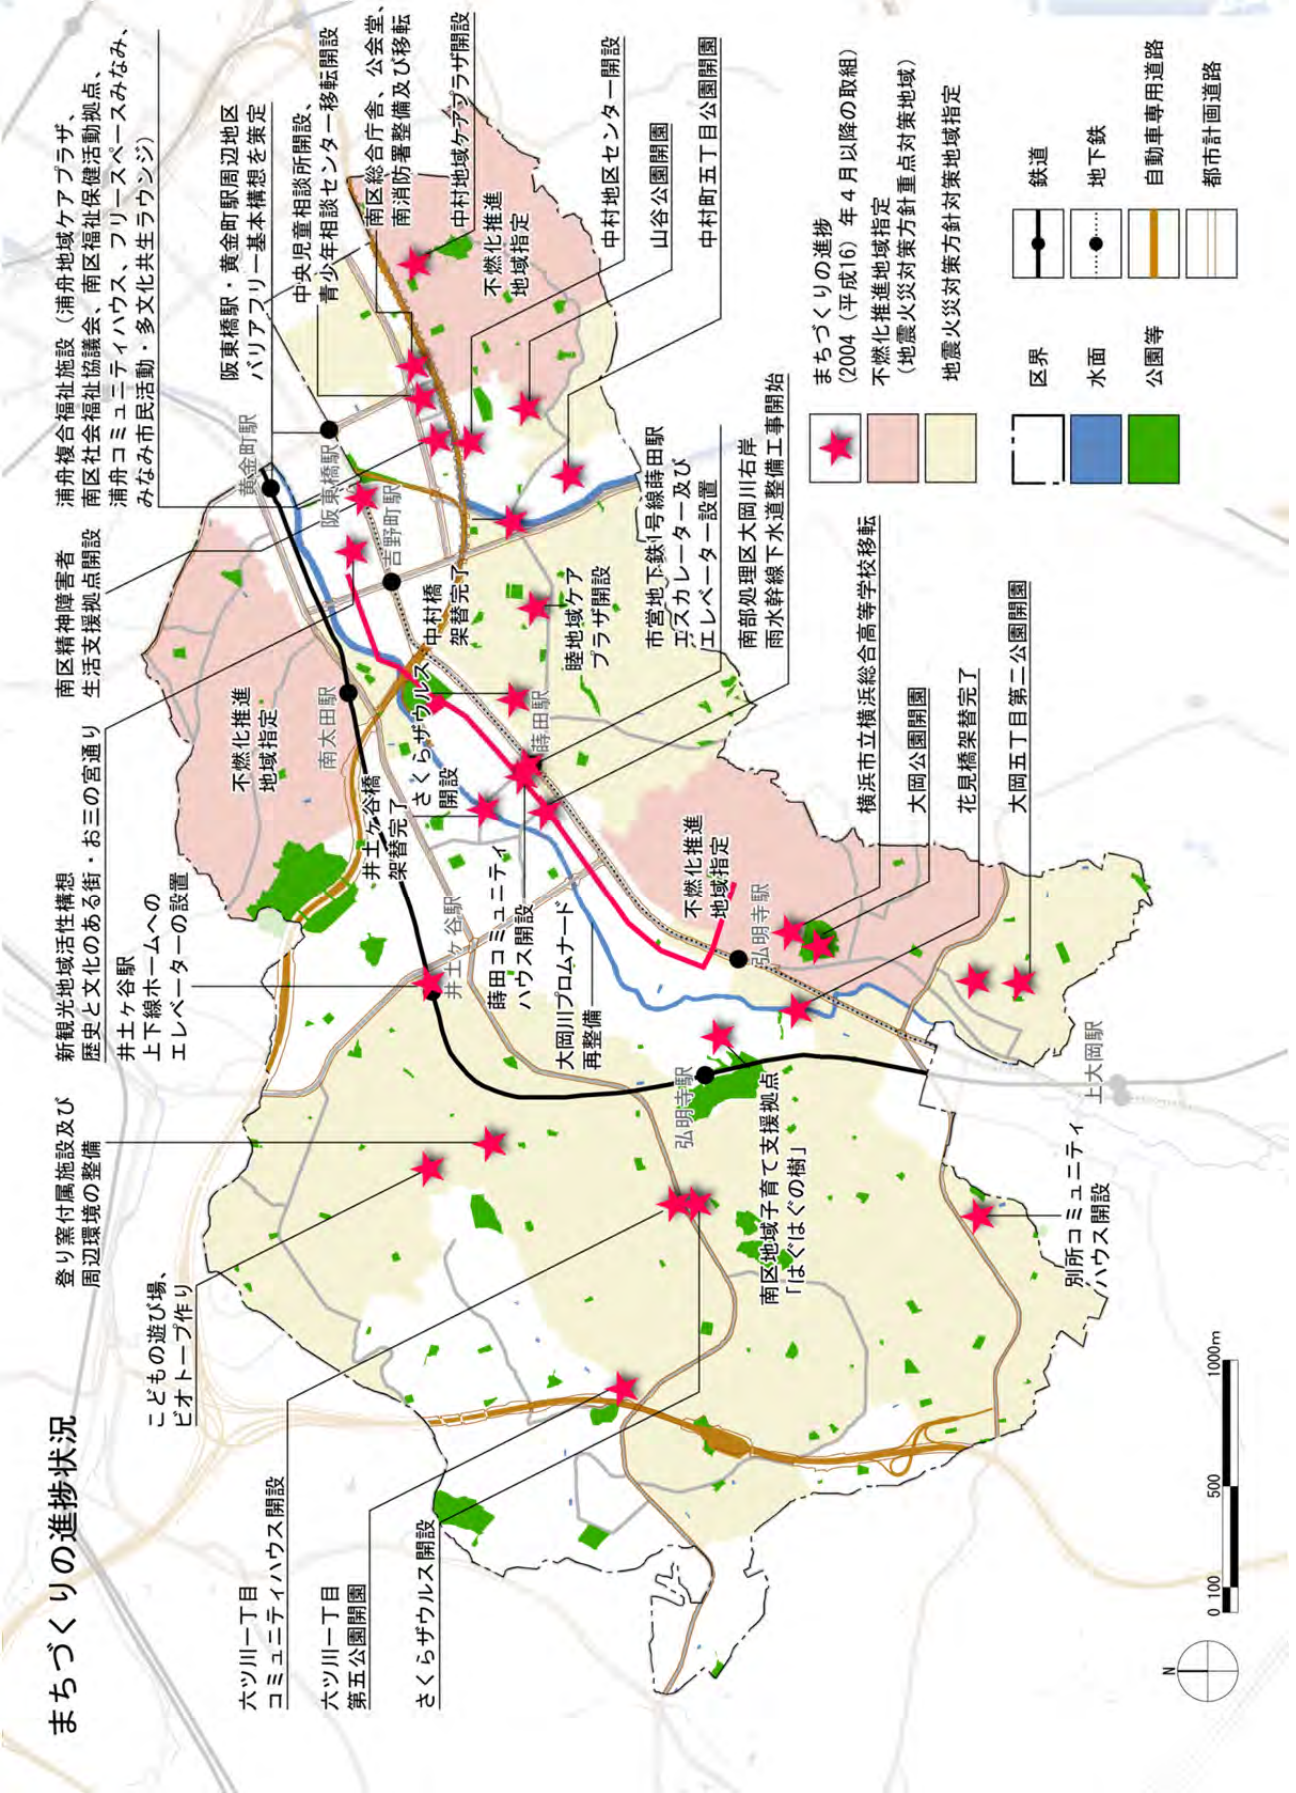 まちづくりの進捗状況
登り窯付属施設及び
周辺環境の整備
こどもの遊び場、
ビオトープ作り
六ツ川一丁目
コミュニティハウス開設
六ツ川一丁目
第五公園開園
さくらザウルス開設
新観光地域活性構想
歴史と文化のある街・お三の宮通り
井土ヶ谷駅
上下線ホームへの
エレベーターの設置
南区精神障害者
生活支援拠点開設
浦舟複合福祉施設（浦舟地域ケアプラザ、
南区社会福祉協議会、南区福祉保健活動拠点、
浦舟コミュニティハウス、フリースペースみなみ、
みなみ市民活動・多文化共生ラウンジ）
阪東橋駅・黄金町駅周辺地区
バリアフリー基本構想を策定
中央児童相談所開設、
青少年相談センター移転開設
南区総合庁舎、公会堂、
南消防署整備及び移転
中村地域ケアプラザ開設
不燃化推進
地域指定
中村地区センター開設
山谷公園開園
中村町五丁目公園開園
黄金町駅
阪東橋駅
吉野町駅
南太田駅
不燃化推進
地域指定
井土ヶ谷橋
架替完了
さくらザウルス
開設
中村橋
架替完了
睦地域ケア
プラザ開設
蒔田駅
市営地下鉄1号線蒔田駅
エスカレーター及び
エレベーター設置
南部処理区大岡川右岸
雨水幹線下水道整備工事開始
井土ヶ谷駅
蒔田コミュニティ
ハウス開設
大岡川プロムナード
再整備
不燃化推進
地域指定
弘明寺駅
弘明寺駅
南区地域子育て支援拠点
「はぐはぐの樹」
横浜市立横浜総合高等学校移転
大岡公園開園
花見橋架替完了
大岡五丁目第二公園開園
上大岡駅
別所コミュニティ
ハウス開設
まちづくりの進捗
（2004（平成16）年４月以降の取組）
不燃化推進地域指定
（地震火災対策方針重点対策地域）
地震火災対策方針対策地域指定
区界
水面
公園等
鉄道
地下鉄
自動車専用道路
都市計画道路
N
0 100 500 1000m